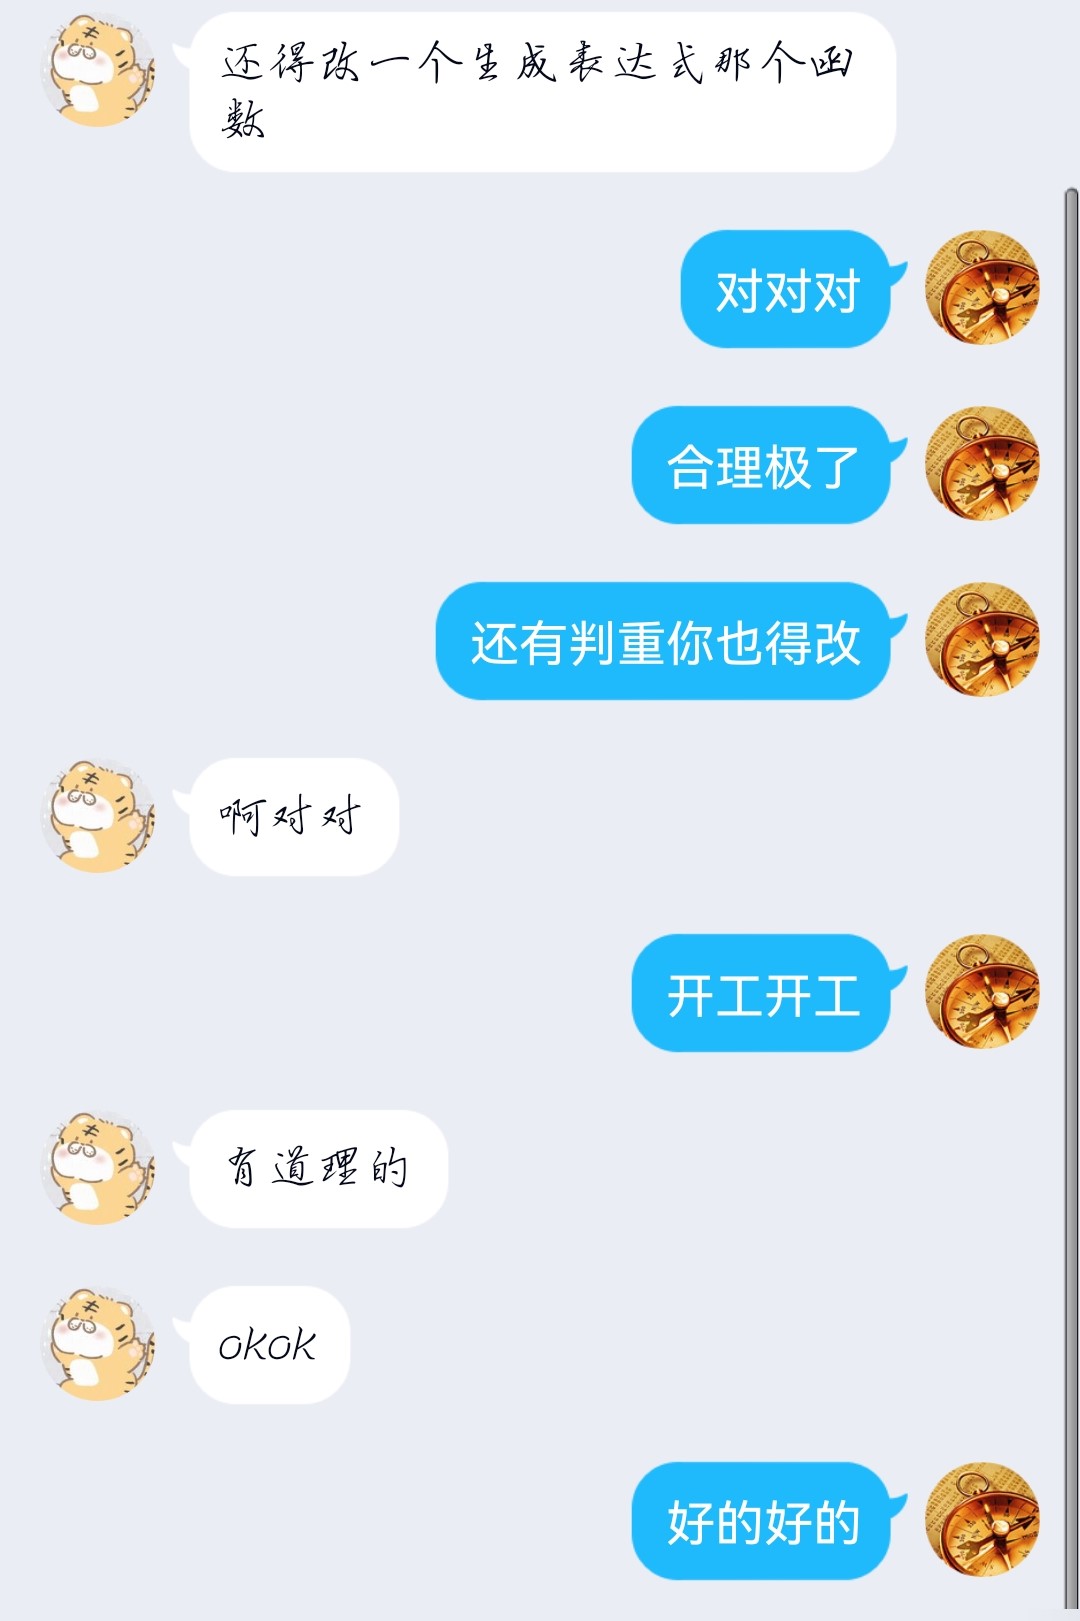 还得改一个生成表达式那个函
数
对对对
合理极了
还有判重你也得改
啊对对
开工开工
有道理的
okok
好的好的